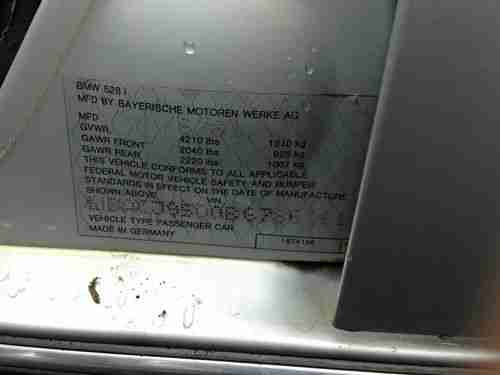 BMW 528 i
MFD BY BAYERISCHE MOTOREN WERKE AG
MFD
GVWR 4210 lbs 1910 kg
GAWR FRONT 2040 lbs 925 kg
GAWR REAR 2220 lbs 1007 kg
THIS VEHICLE CONFORMS TO ALL APPLICABLE
FEDERAL MOTOR VEHICLE SAFETY AND BUMPER
STANDARDS IN EFFECT ON THE DATE OF MANUFACTURE
SHOWN ABOVE VIN
VEHICLE TYPE PASSENGER CAR
MADE IN GERMANY